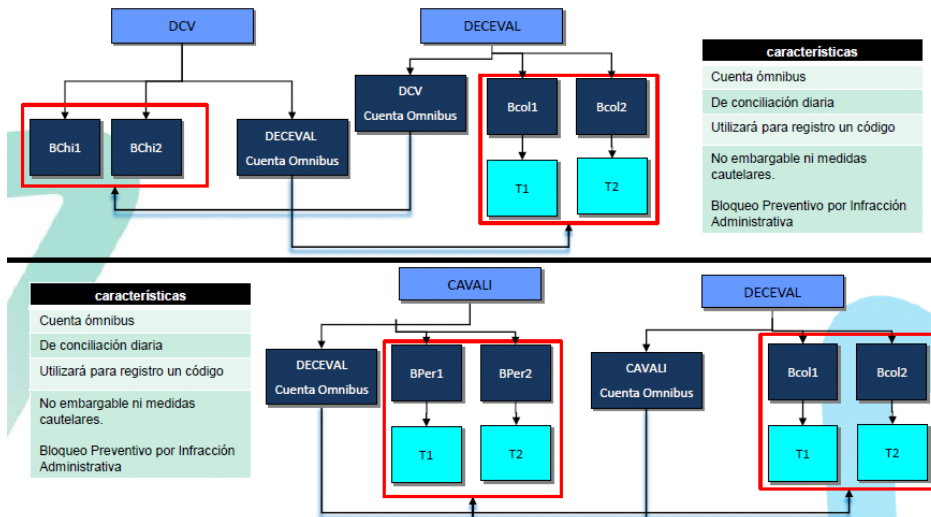 DCV
DECEVAL
BChi1
BChi2
DECEVAL
Cuenta Omnibus
DCV
Cuenta Omnibus
Bcol1
Bcol2
T1
T2
características
Cuenta ómnibus
De conciliación diaria
Utilizará para registro un código
No embargable ni medidas
cautelares.
Bloqueo Preventivo por Infracción
Administrativa
características
Cuenta ómnibus
De conciliación diaria
Utilizará para registro un código
No embargable ni medidas
cautelares.
Bloqueo Preventivo por Infracción
Administrativa
CAVALI
DECEVAL
DECEVAL
Cuenta Omnibus
BPer1
BPer2
T1
T2
CAVALI
Cuenta Omnibus
Bcol1
Bcol2
T1
T2